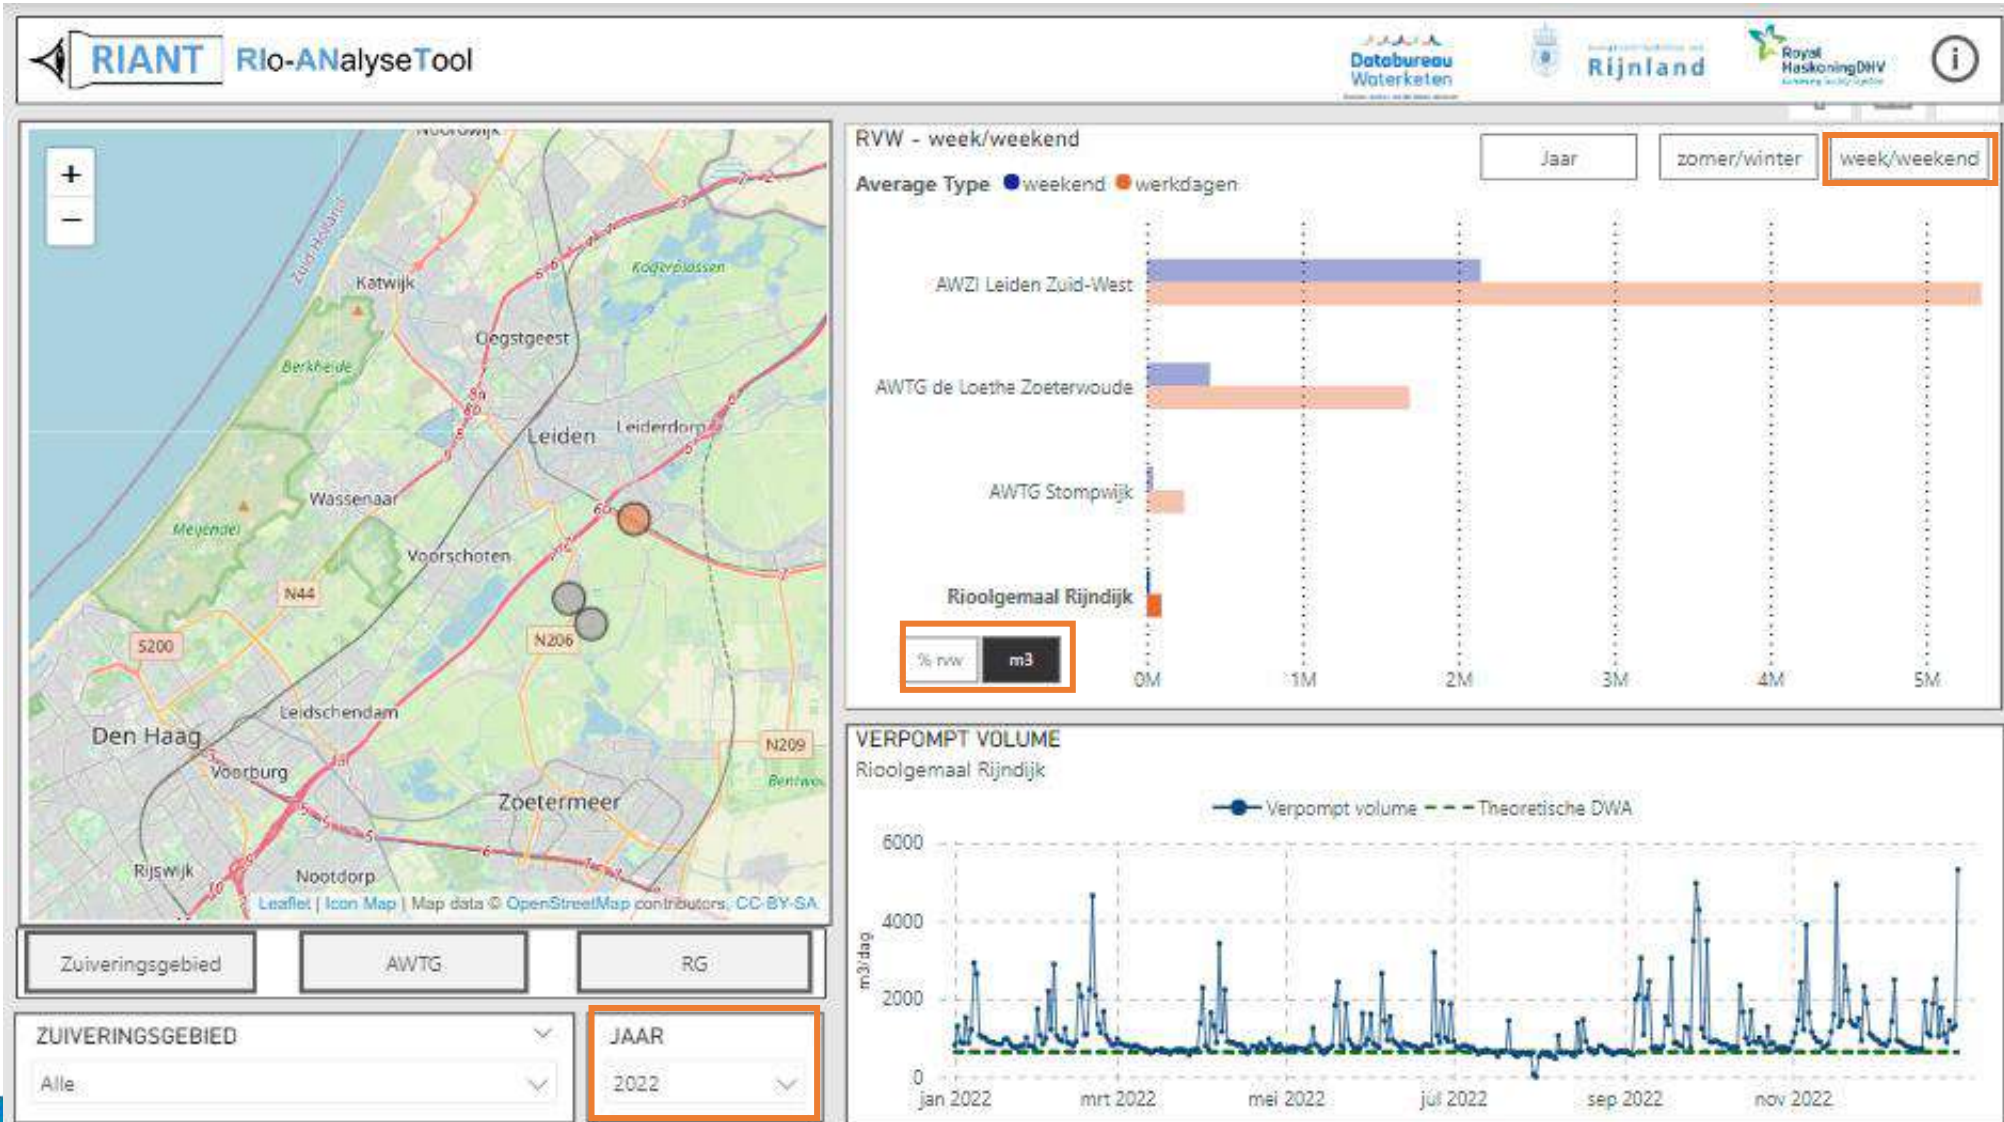 RIANT RIo-ANalyseTool
Databureau
Waterketen
Rijnland
Royal
HaskoningDHV
i
+
−
Noordwijk
Zuid-Holland
Kagerplassen
Katwijk
Oegstgeest
Berkheide
Leiden
Leiderdorp
Wassenaar
Meijendel
Voorschoten
N44
S200
N206
Leidschendam
Den Haag
N209
Voorburg
Zoetermeer
Rijswijk
Nootdorp
Leaflet | Icon Map | Map data © OpenStreetMap contributors, CC-BY-SA
Zuiveringsgebied
AWTG
RG
ZUIVERINGSGEBIED
Alle
JAAR
2022
RVW - week/weekend
Jaar
zomer/winter
week/weekend
Average Type weekend werkdagen
AWZI Leiden Zuid-West
AWTG de Loethe Zoeterwoude
AWTG Stompwijk
Rioolgemaal Rijndijk
% rvw
m3
0M 1M 2M 3M 4M 5M
VERPOMPT VOLUME
Rioolgemaal Rijndijk
Verpompt volume Theoretische DWA
6000
4000
m3/dag
2000
0
jan 2022 mrt 2022 mei 2022 jul 2022 sep 2022 nov 2022